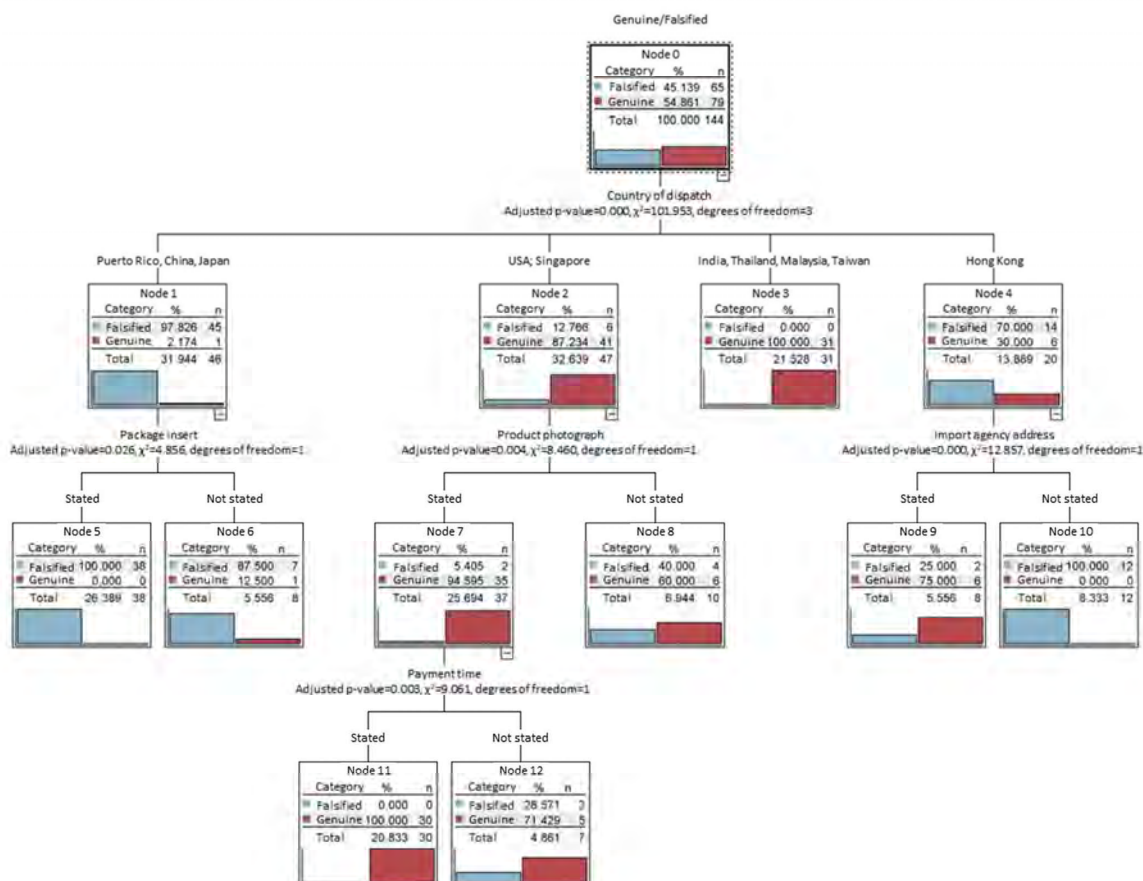 Genuine/Falsified
Node 0
Category % n
Falsified 45.139 65
Genuine 54.861 79
Total 100.000 144
Country of dispatch
Adjusted p-value=0.000, χ²=101.953, degrees of freedom=3
Puerto Rico, China, Japan
Node 1
Category % n
Falsified 97.826 45
Genuine 2.174 1
Total 31.944 46
USA; Singapore
Node 2
Category % n
Falsified 12.766 6
Genuine 87.234 41
Total 32.639 47
India, Thailand, Malaysia, Taiwan
Node 3
Category % n
Falsified 0.000 0
Genuine 100.000 31
Total 21.528 31
Hong Kong
Node 4
Category % n
Falsified 70.000 14
Genuine 30.000 6
Total 13.889 20
Package insert
Adjusted p-value=0.026, χ²=4.856, degrees of freedom=1
Product photograph
Adjusted p-value=0.004, χ²=8.460, degrees of freedom=1
Import agency address
Adjusted p-value=0.000, χ²=12.857, degrees of freedom=1
Stated
Node 5
Category % n
Falsified 100.000 38
Genuine 0.000 0
Total 26.389 38
Not stated
Node 6
Category % n
Falsified 87.500 7
Genuine 12.500 1
Total 5.556 8
Stated
Node 7
Category % n
Falsified 5.405 2
Genuine 94.595 35
Total 25.694 37
Not stated
Node 8
Category % n
Falsified 40.000 4
Genuine 60.000 6
Total 6.944 10
Stated
Node 9
Category % n
Falsified 25.000 2
Genuine 75.000 6
Total 5.556 8
Not stated
Node 10
Category % n
Falsified 100.000 12
Genuine 0.000 0
Total 8.333 12
Payment time
Adjusted p-value=0.003, χ²=9.061, degrees of freedom=1
Stated
Node 11
Category % n
Falsified 0.000 0
Genuine 100.000 30
Total 20.833 30
Not stated
Node 12
Category % n
Falsified 28.571 2
Genuine 71.429 5
Total 4.861 7